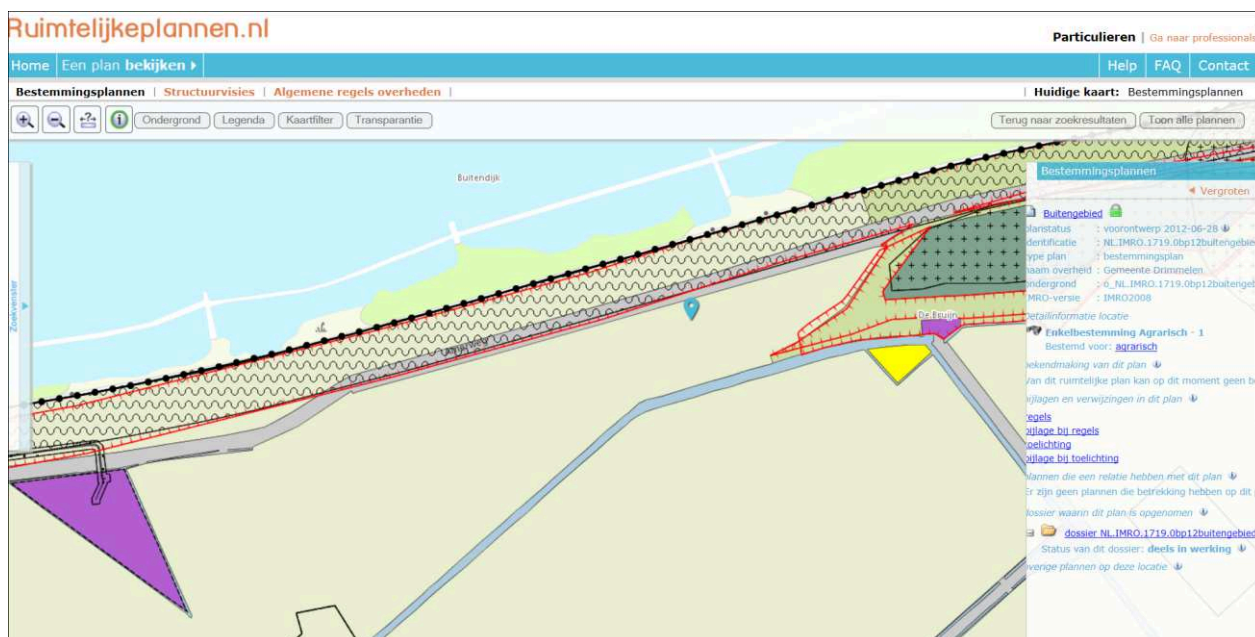 Ruimtelijkeplannen.nl
Particulieren | Ga naar professionals
Home Een plan bekijken
Help FAQ Contact
Bestemmingsplannen | Structuurvisies | Algemene regels overheden |
| Huidige kaart: Bestemmingsplannen
Ondergrond Legenda Kaartfilter Transparantie
Terug naar zoekresultaten Toon alle plannen
Zoekvenster
Buitendijk
De Bruijn
Bestemmingsplannen
Vergroten
Buitengebied
planstatus : voorontwerp 2012-06-28
identificatie : NL.IMRO.1719.0bp12buitengebie
type plan : bestemmingsplan
naam overheid : Gemeente Drimmelen
ondergrond : o_NL.IMRO.1719.0bp12buitengeb
IMRO-versie : IMRO2008
Detailinformatie locatie
Enkelbestemming Agrarisch - 1
Bestemd voor: agrarisch
bekendmaking van dit plan
Van dit ruimtelijke plan kan op dit moment geen b
bijlagen en verwijzingen in dit plan
regels
bijlage bij regels
toelichting
bijlage bij toelichting
plannen die een relatie hebben met dit plan
Er zijn geen plannen die betrekking hebben op dit
dossier waarin dit plan is opgenomen
dossier NL.IMRO.1719.0bp12buitengebied
Status van dit dossier: deels in werking
overige plannen op deze locatie